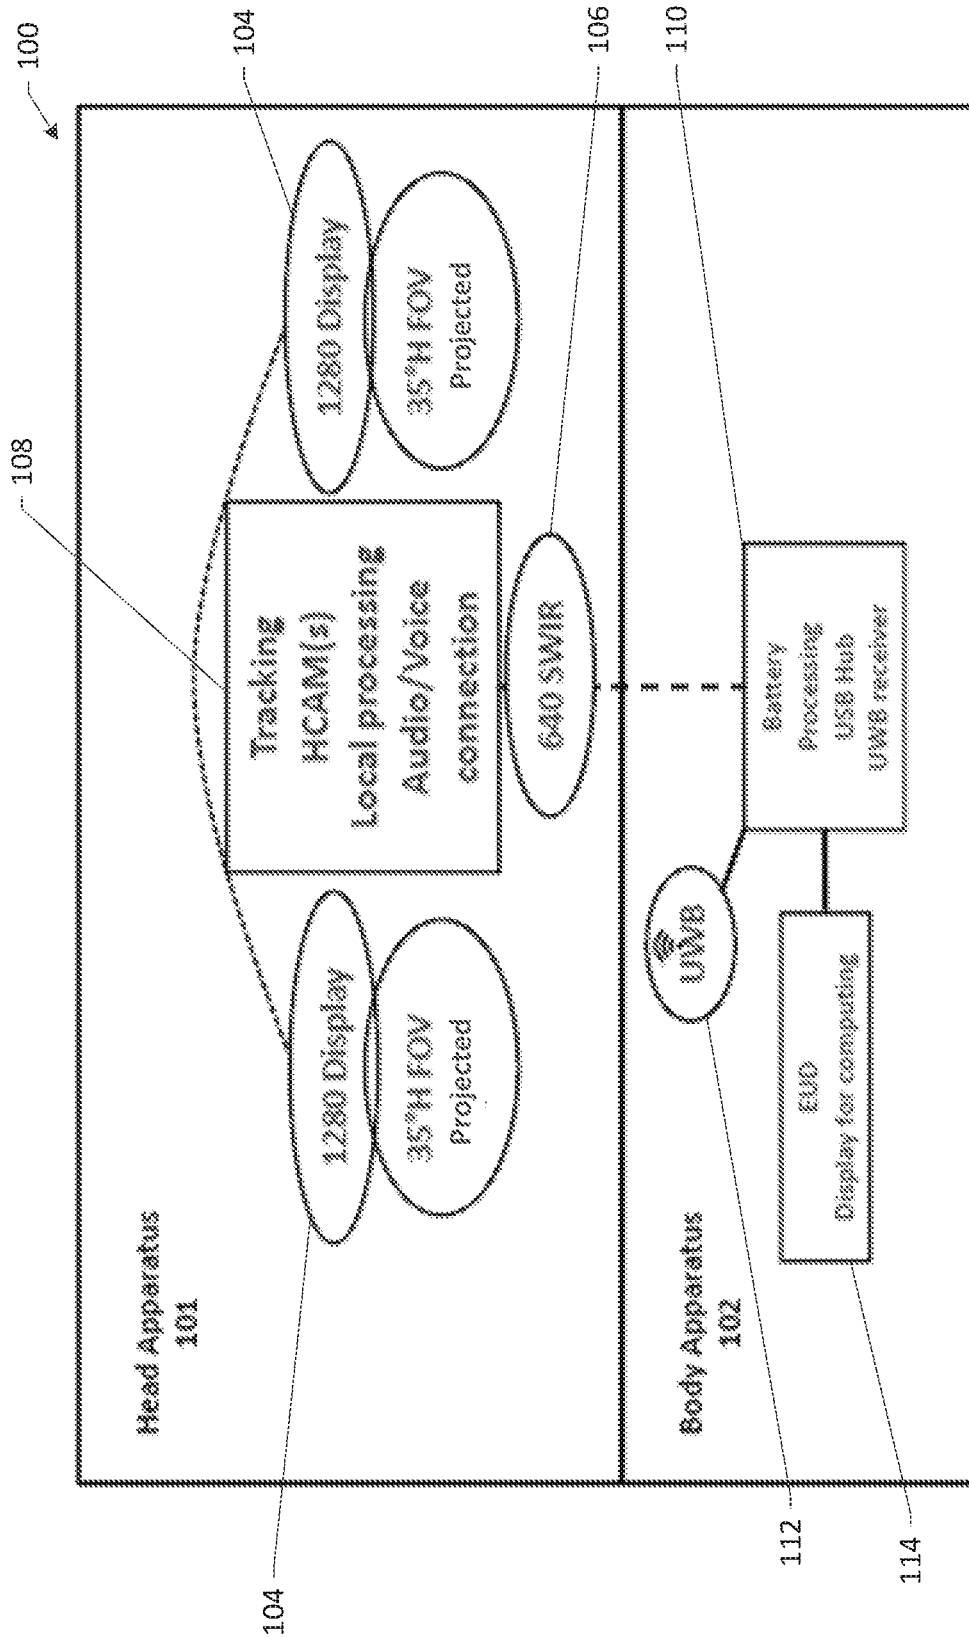 100
108
104
104
Head Apparatus
101
1280 Display
35°H FOV
Projected
Tracking
HCAM(s)
Local processing
Audio/Voice
connection
1280 Display
35°H FOV
Projected
640 SWIR
106
Body Apparatus
102
110
UWB
Battery
Processing
USB Hub
UWB receiver
EUD
Display for computing
112
114